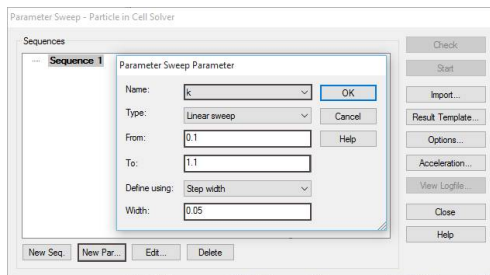 Parameter Sweep - Particle in Cell Solver
Sequences
Sequence 1
Check
Start
Import...
Result Template...
Options...
Acceleration...
View Logfile...
Close
Help
Parameter Sweep Parameter
Name: k
OK
Type: Linear sweep
Cancel
From: 0.1
Help
To: 1.1
Define using: Step width
Width: 0.05
New Seq. New Par... Edit... Delete